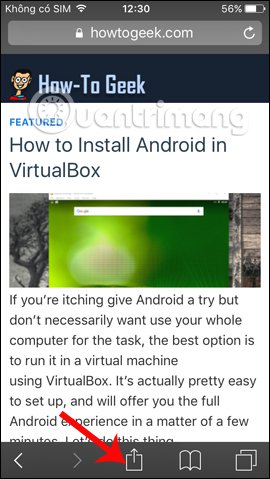 Không có SIM 12:30 56%
howtogeek.com
How-To Geek
Quantrimang
FEATURED
How to Install Android in
VirtualBox
If you're itching give Android a try but
don't necessarily want use your whole
computer for the task, the best option is
to run it in a virtual machine
using VirtualBox. It's actually pretty easy
to set up, and will offer you the full
Android experience in a matter of a few
minutes. Let's do this thing.